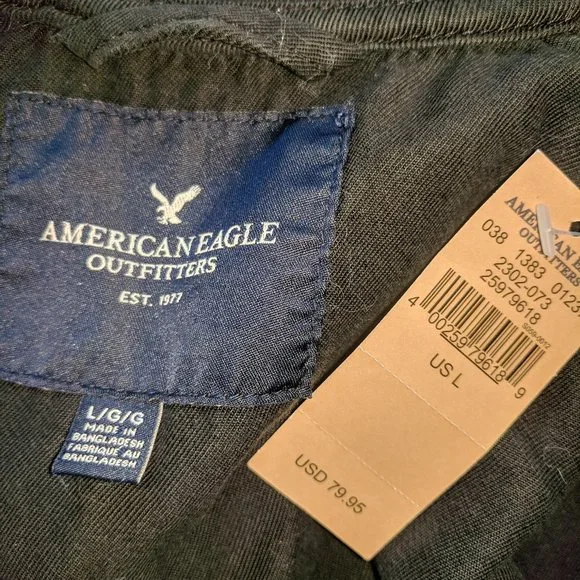 AMERICAN EAGLE
OUTFITTERS
EST. 1977
L/G/G
MADE IN
BANGLADESH
FABRIQUE AU
BANGLADESH
AMERICAN EAGLE
OUTFITTERS
038 1383 0123
2302-073
25979618
4 00259 79618 9
US L
USD 79.95